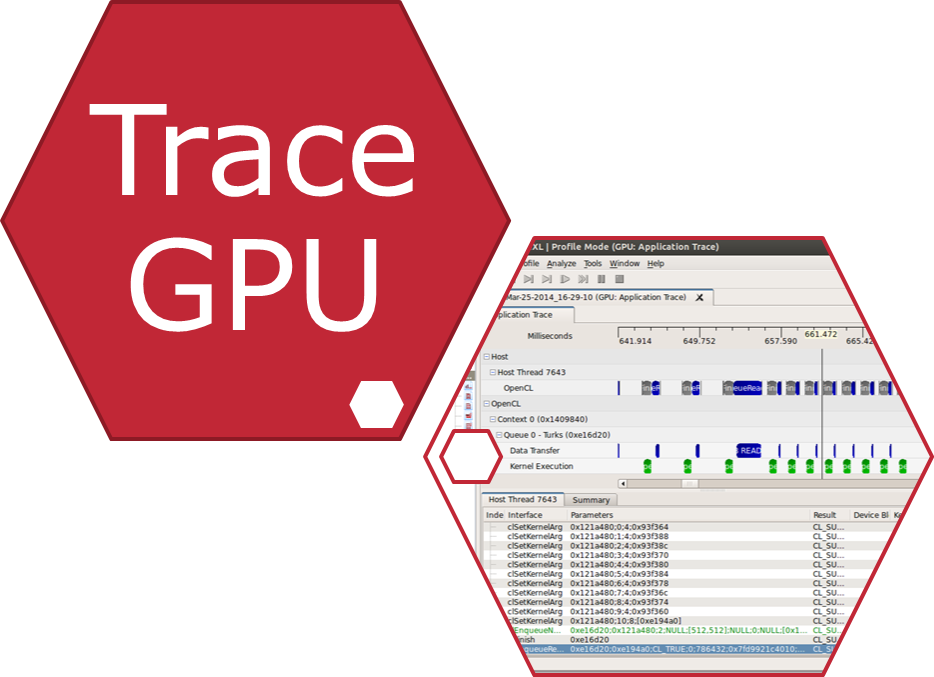 Trace
GPU
XL | Profile Mode (GPU: Application Trace)
ofile Analyze Tools Window Help
Mar-25-2014_16-29-10 (GPU: Application Trace)
plication Trace
Milliseconds
641.914 649.752 657.590 661.472 665.42
Host
Host Thread 7643
OpenCL
OpenCL
Context 0 (0x1409840)
Queue 0 - Turks (0xe16d20)
Data Transfer READ
Kernel Execution
Host Thread 7643 Summary
Inde Interface Parameters Result Device Bl
clSetKernelArg 0x121a480;0;4;0x93f364 CL_SU...
clSetKernelArg 0x121a480;1;4;0x93f388 CL_SU...
clSetKernelArg 0x121a480;2;4;0x93f38c CL_SU...
clSetKernelArg 0x121a480;3;4;0x93f370 CL_SU...
clSetKernelArg 0x121a480;4;4;0x93f380 CL_SU...
clSetKernelArg 0x121a480;5;4;0x93f384 CL_SU...
clSetKernelArg 0x121a480;6;4;0x93f378 CL_SU...
clSetKernelArg 0x121a480;7;4;0x93f36c CL_SU...
clSetKernelArg 0x121a480;8;4;0x93f374 CL_SU...
clSetKernelArg 0x121a480;9;4;0x93f360 CL_SU...
clSetKernelArg 0x121a480;10;8;[0xe194a0] CL_SU...
EnqueueN... 0xe16d20;0x121a480;2;NULL;[512,512];NULL;0;NULL;[0x1... CL_SU...
inish 0xe16d20 CL_SU...
queueRe... 0xe16d20;0xe194a0;CL_TRUE;0;786432;0x7fd9921c4010;... CL_SU...